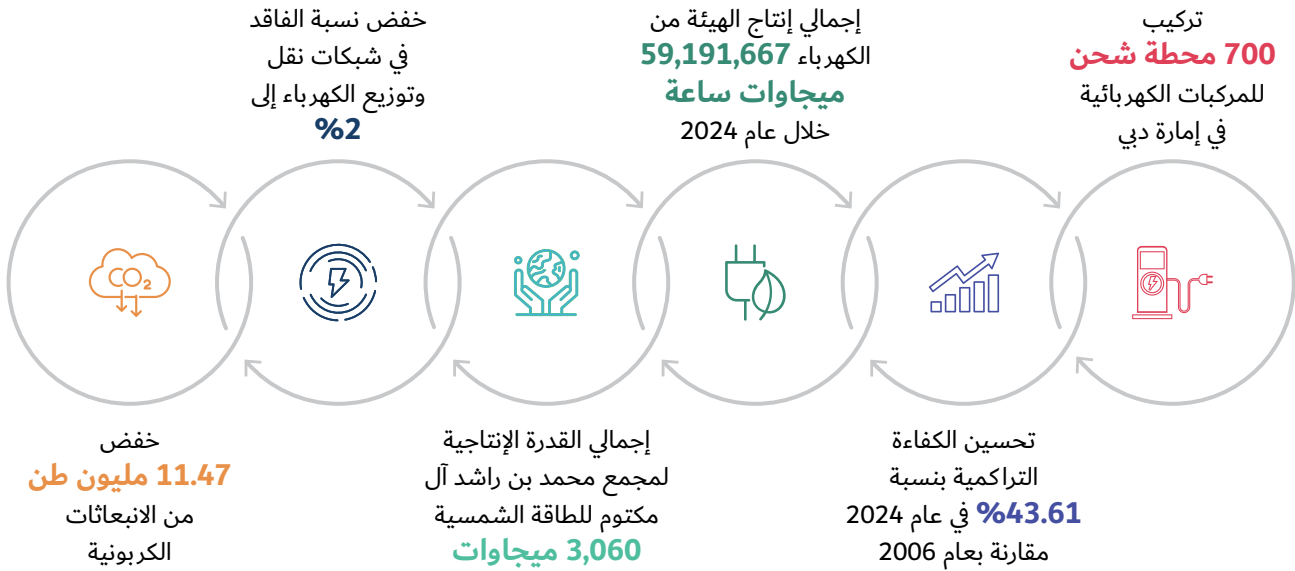 تركيب
700 محطة شحن
للمركبات الكهربائية
في إمارة دبي
تحسين الكفاءة
التراكمية بنسبة
%43.61 في عام 2024
مقارنة بعام 2006
إجمالي إنتاج الهيئة من
الكهرباء 59,191,667
ميجاوات ساعة
خلال عام 2024
إجمالي القدرة الإنتاجية
لمجمع محمد بن راشد آل
مكتوم للطاقة الشمسية
3,060 ميجاوات
خفض نسبة الفاقد
في شبكات نقل
وتوزيع الكهرباء إلى
%2
خفض
11.47 مليون طن
من الانبعاثات
الكربونية
CO2